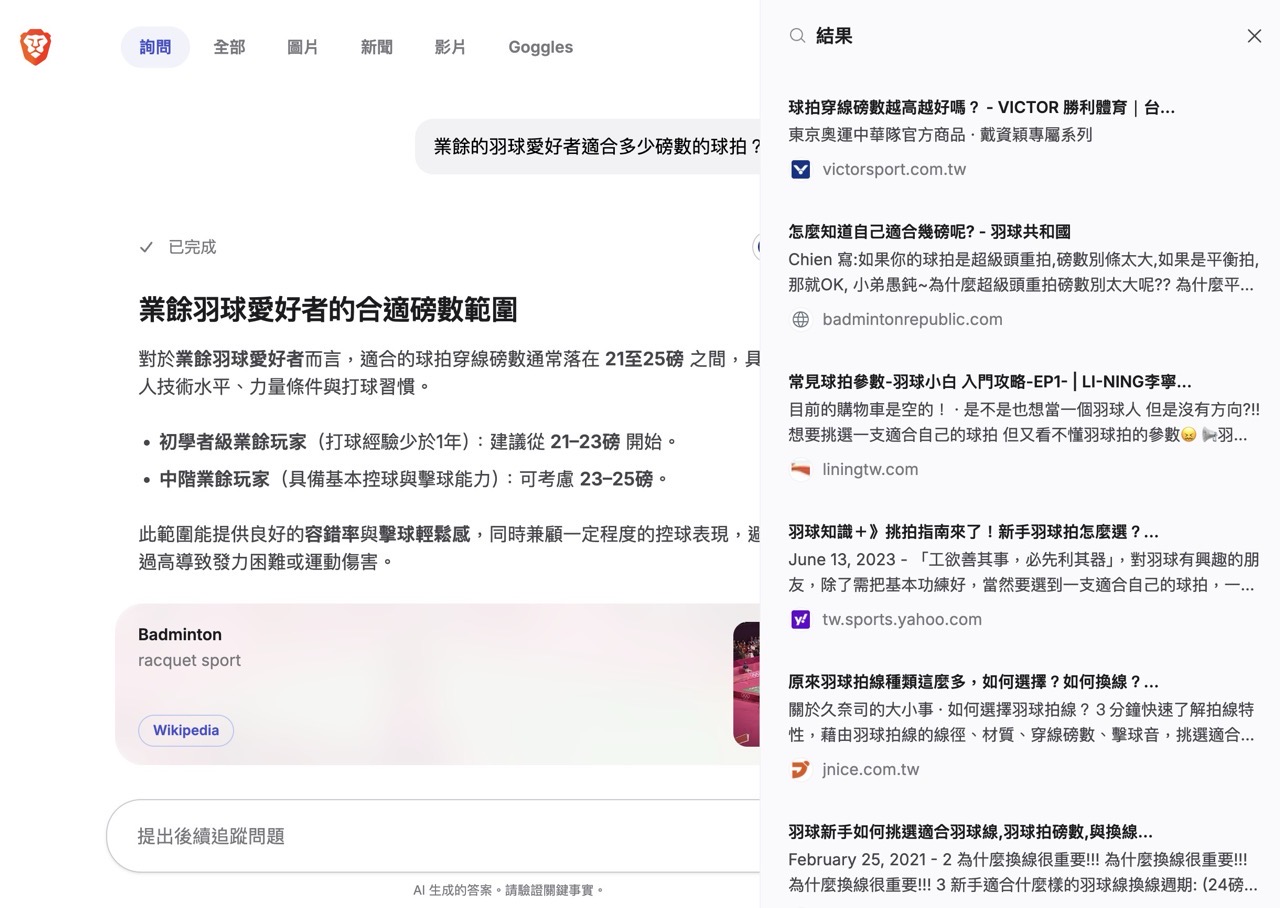 詢問
全部
圖片
新聞
影片
Goggles
業餘的羽球愛好者適合多少磅數的球拍？
已完成
業餘羽球愛好者的合適磅數範圍
對於業餘羽球愛好者而言，適合的球拍穿線磅數通常落在 21至25磅 之間，具
人技術水平、力量條件與打球習慣。
• 初學者級業餘玩家（打球經驗少於1年）：建議從 21–23磅 開始。
• 中階業餘玩家（具備基本控球與擊球能力）：可考慮 23–25磅。
此範圍能提供良好的容錯率與擊球輕鬆感，同時兼顧一定程度的控球表現，
過高導致發力困難或運動傷害。
Badminton
racquet sport
Wikipedia
提出後續追蹤問題
AI 生成的答案。請驗證關鍵事實。
結果
球拍穿線磅數越高越好嗎？ - VICTOR 勝利體育｜台...
東京奧運中華隊官方商品 · 戴資穎專屬系列
victorsport.com.tw
怎麼知道自己適合幾磅呢? - 羽球共和國
Chien 寫:如果你的球拍是超級頭重拍,磅數別條太大,如果是平衡拍,
那就OK, 小弟愚鈍~為什麼超級頭重拍磅數別太大呢?? 為什麼平...
badmintonrepublic.com
常見球拍參數-羽球小白 入門攻略-EP1- | LI-NING李寧...
目前的購物車是空的！ · 是不是也想當一個羽球人 但是沒有方向?!!
想要挑選一支適合自己的球拍 但又看不懂羽球拍的參數😖 📢羽...
liningtw.com
羽球知識＋》挑拍指南來了！新手羽球拍怎麼選？...
June 13, 2023 - 「工欲善其事，必先利其器」，對羽球有興趣的朋
友，除了需把基本功練好，當然要選到一支適合自己的球拍，一...
tw.sports.yahoo.com
原來羽球拍線種類這麼多，如何選擇？如何換線？...
關於久奈司的大小事 · 如何選擇羽球拍線？ 3 分鐘快速了解拍線特
性，藉由羽球拍線的線徑、材質、穿線磅數、擊球音，挑選適合...
jnice.com.tw
羽球新手如何挑選適合羽球線,羽球拍磅數,與換線...
February 25, 2021 - 2 為什麼換線很重要!!! 為什麼換線很重要!!!
為什麼換線很重要!!! 3 新手適合什麼樣的羽球線換線週期: (24磅...